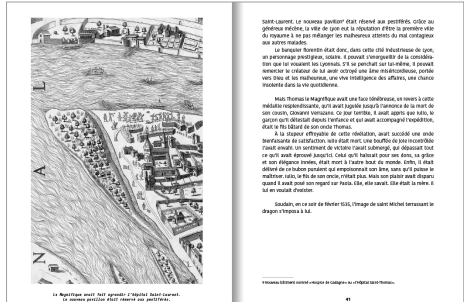 Le Magnifique avait fait agrandir l'Hôpital Saint-Laurent.
Le nouveau pavillon était réservé aux pestiférés.
Saint-Laurent. Le nouveau pavillon⁹ était réservé aux pestiférés. Grâce au
généreux mécène, la ville de Lyon eut la réputation d'être la première ville
du royaume à ne pas mélanger les malheureux atteints du mal contagieux
aux autres malades.
Le banquier florentin était donc, dans cette cité industrieuse de Lyon,
un personnage prestigieux, solaire. Il pouvait s'enorgueillir de la considéra-
tion que lui vouaient les Lyonnais. S'il se penchait sur lui-même, il pouvait
remercier le créateur de lui avoir octroyé une âme miséricordieuse, portée
vers Dieu et les malheureux, une vive intelligence des affaires, une chance
insolente dans la vie quotidienne.
Mais Thomas le Magnifique avait une face ténébreuse, un revers à cette
médaille resplendissante, qu'il avait jugulée jusqu'à l'annonce de la mort de
son cousin, Giovanni Verrazano. Ce jour terrible, il avait appris que Iulio, le
garçon qu'il détestait depuis l'enfance et qui avait accompagné l'expédition,
était le fils bâtard de son oncle Thomas.
À la stupeur effroyable de cette révélation, avait succédé une onde
bienfaisante de satisfaction. Iulio était mort. Une bouffée de joie incontrôlée
l'avait envahi. Un sentiment de victoire l'avait submergé, qui dépassait tout
ce qu'il avait éprouvé jusqu'ici. Celui qu'il haïssait pour ses dons, sa grâce
et son élégance innées, était mort à l'autre bout du monde. Enfin, il était
délivré de ce bubon purulent qui empoisonnait son âme, sans qu'il puisse le
maîtriser. Iulio, le fils de son oncle, n'était plus. Mais son plaisir avait disparu
quand il avait posé son regard sur Paola. Elle, elle savait. Elle était la mère. Il
lui en voulait d'exister.
Soudain, en ce soir de février 1535, l'image de saint Michel terrassant le
dragon s'imposa à lui.
9 Nouveau bâtiment nommé «Hospice de Gadagne» ou «l'Hôpital Saint-Thomas».
41